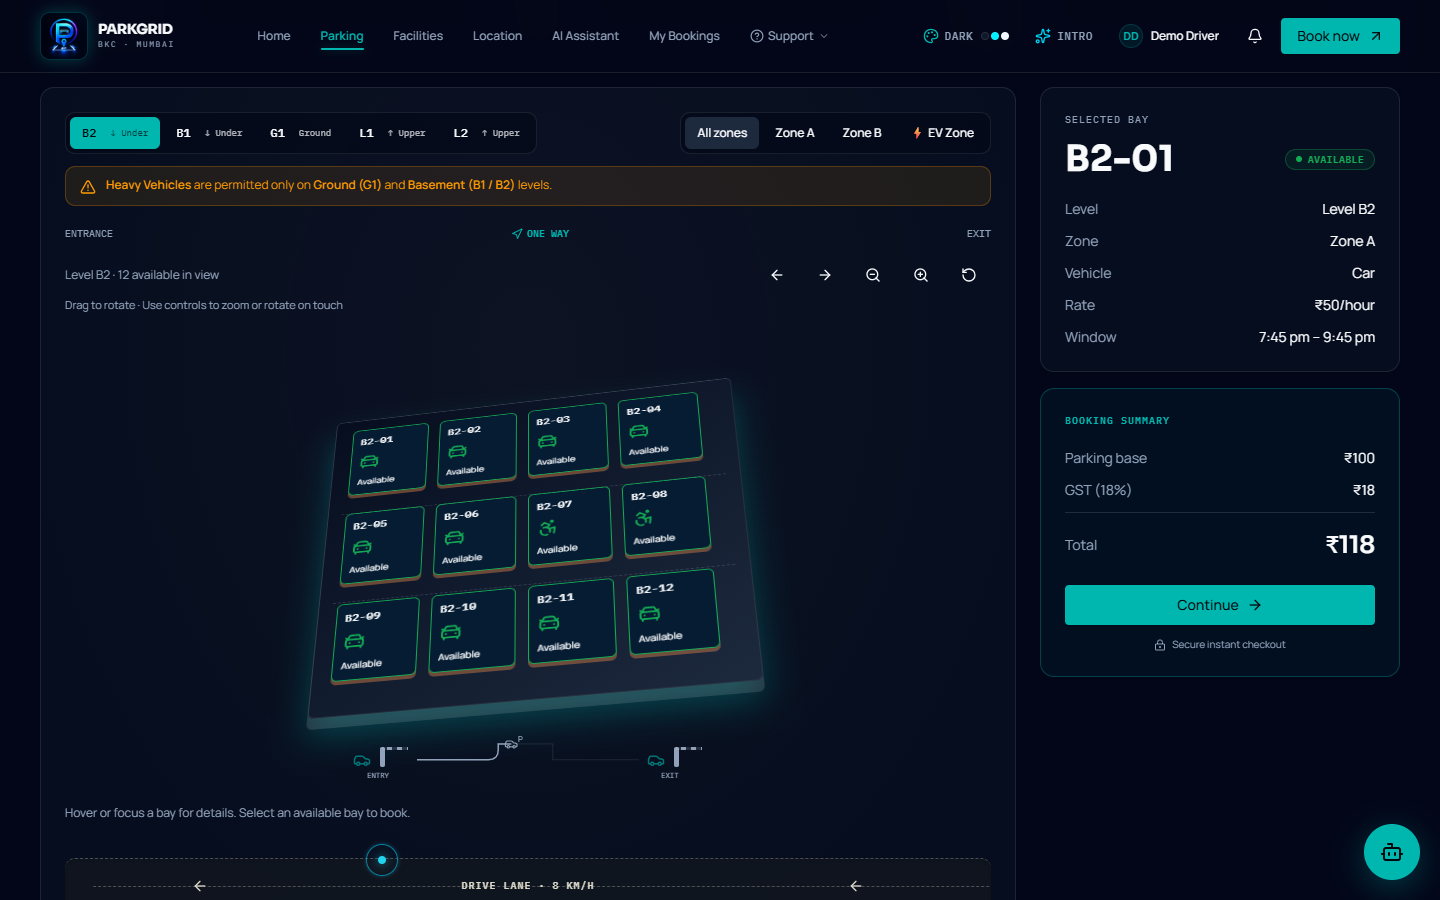 PARKGRID
BKC · MUMBAI
Home
Parking
Facilities
Location
AI Assistant
My Bookings
Support
DARK
INTRO
DD
Demo Driver
Book now
B2 ↓ Under
B1 ↓ Under
G1 Ground
L1 ↑ Upper
L2 ↑ Upper
All zones
Zone A
Zone B
EV Zone
Heavy Vehicles are permitted only on Ground (G1) and Basement (B1 / B2) levels.
ENTRANCE
ONE WAY
EXIT
Level B2 · 12 available in view
Drag to rotate · Use controls to zoom or rotate on touch
B2-01
Available
B2-02
Available
B2-03
Available
B2-04
Available
B2-05
Available
B2-06
Available
B2-07
Available
B2-08
Available
B2-09
Available
B2-10
Available
B2-11
Available
B2-12
Available
P
ENTRY
EXIT
Hover or focus a bay for details. Select an available bay to book.
DRIVE LANE · 8 KM/H
SELECTED BAY
B2-01
AVAILABLE
Level
Level B2
Zone
Zone A
Vehicle
Car
Rate
₹50/hour
Window
7:45 pm – 9:45 pm
BOOKING SUMMARY
Parking base
₹100
GST (18%)
₹18
Total
₹118
Continue
Secure instant checkout